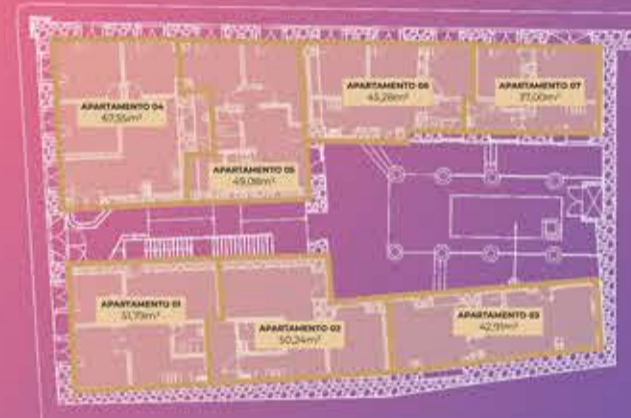 APARTAMENTO 04
67,55m²
APARTAMENTO 05
49,08m²
APARTAMENTO 06
45,28m²
APARTAMENTO 07
37,00m²
APARTAMENTO 01
51,79m²
APARTAMENTO 02
50,24m²
APARTAMENTO 03
42,91m²